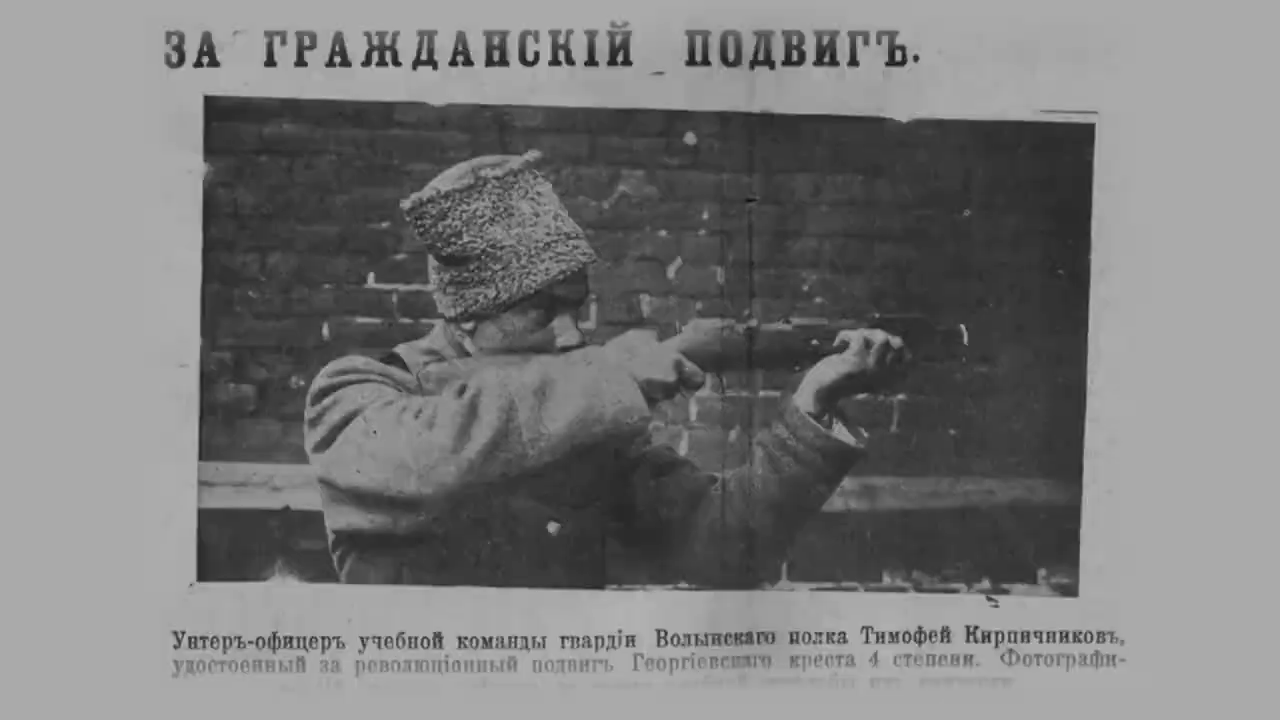 ЗА ГРАЖДАНСКІЙ ПОДВИГЪ.
Унтеръ-офицеръ учебной команды гвардіи Волынскаго полка Тимофей Кирпичниковъ,
удостоенный за революціонный подвигъ Георгіевскаго креста 4 степени. Фотографи-